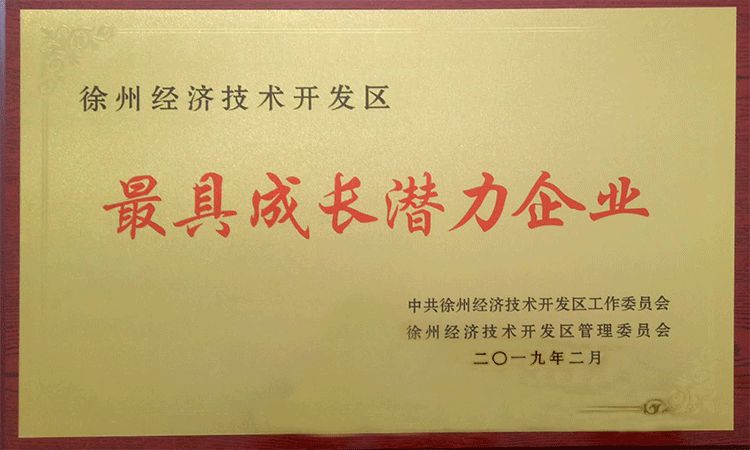 徐州经济技术开发区
最具成长潜力企业
中共徐州经济技术开发区工作委员会
徐州经济技术开发区管理委员会
二〇一九年二月